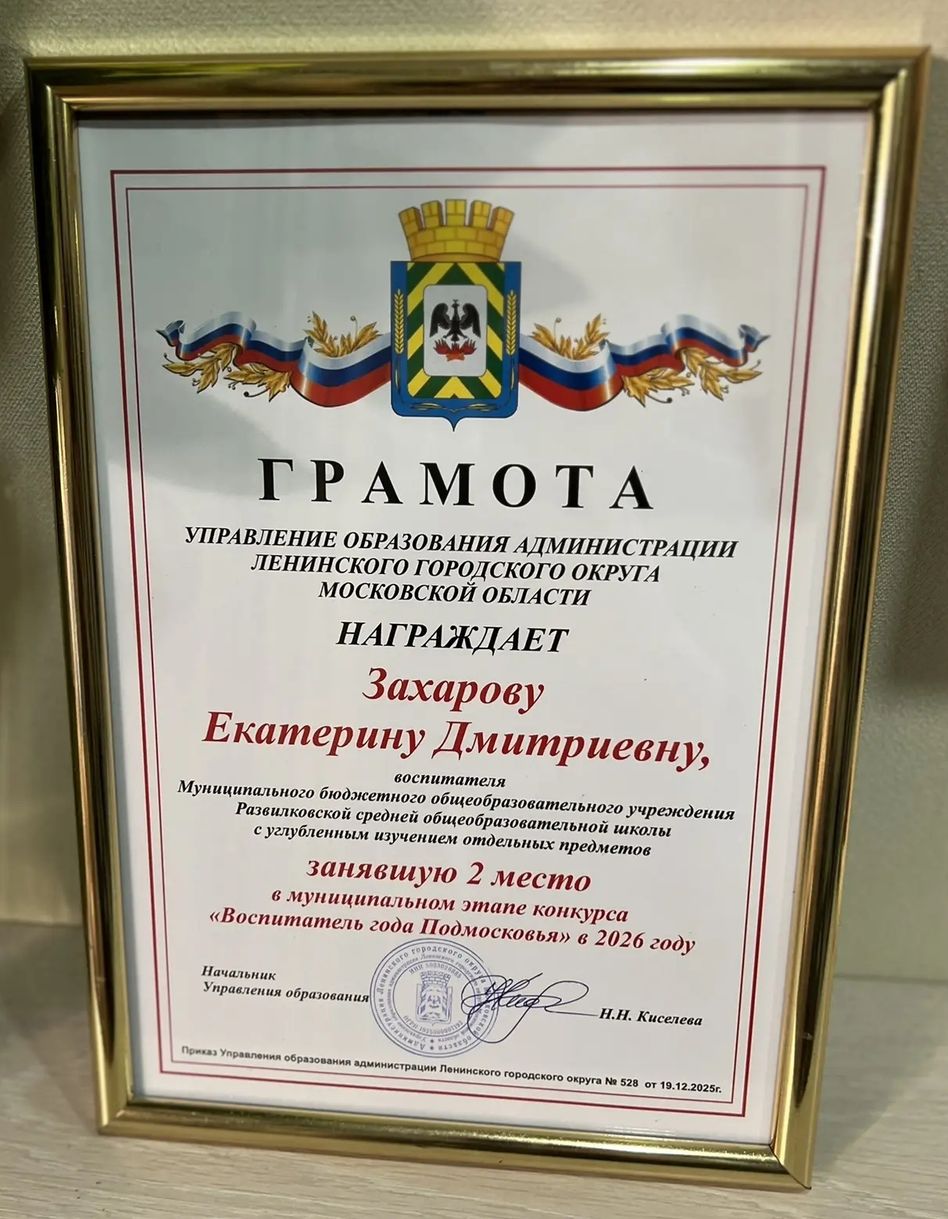 ГРАМОТА
УПРАВЛЕНИЕ ОБРАЗОВАНИЯ АДМИНИСТРАЦИИ
ЛЕНИНСКОГО ГОРОДСКОГО ОКРУГА
МОСКОВСКОЙ ОБЛАСТИ
НАГРАЖДАЕТ
Захарову
Екатерину Дмитриевну,
воспитателя
Муниципального бюджетного общеобразовательного учреждения
Развилковской средней общеобразовательной школы
с углубленным изучением отдельных предметов
занявшую 2 место
в муниципальном этапе конкурса
«Воспитатель года Подмосковья» в 2026 году
Начальник
Управления образования
Н.Н. Киселева
Приказ Управления образования администрации Ленинского городского округа № 528 от 19.12.2025г.